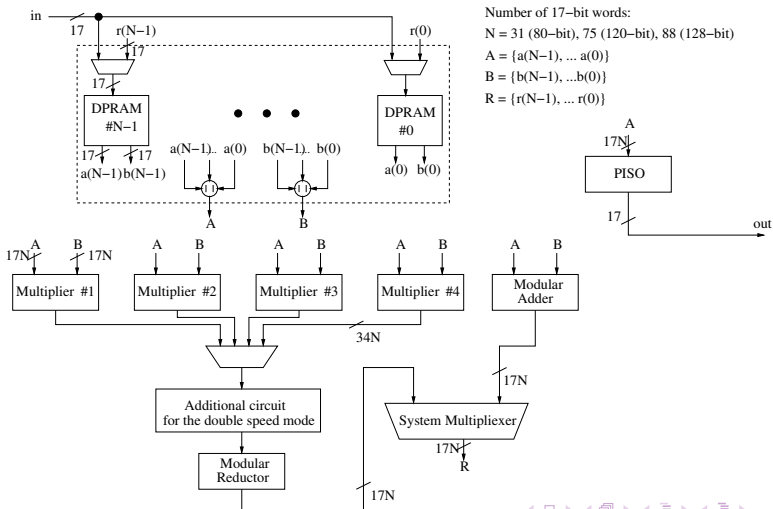 in
17
r(N−1)
17
17
r(0)
DPRAM
#N−1
DPRAM
#0
17
17
a(N−1)
b(N−1)
a(N−1)..
a(0)
b(N−1)..
b(0)
| |
| |
a(0)
b(0)
A
B
Number of 17−bit words:
N = 31 (80−bit), 75 (120−bit), 88 (128−bit)
A = {a(N−1), ... a(0)}
B = {b(N−1), ...b(0)}
R = {r(N−1), ... r(0)}
A
17N
PISO
17
out
17N
A
B
17N
A
B
A
B
A
B
A
B
Multiplier #1
Multiplier #2
Multiplier #3
Multiplier #4
Modular
Adder
34N
17N
Additional circuit
for the double speed mode
System Multipliexer
17N
R
Modular
Reductor
17N